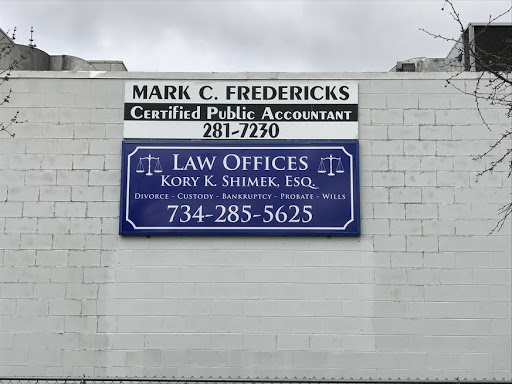 MARK C. FREDERICKS
Certified Public Accountant
281-7230
LAW OFFICES
KORY K. SHIMEK, ESQ.
DIVORCE - CUSTODY - BANKRUPTCY - PROBATE - WILLS
734-285-5625